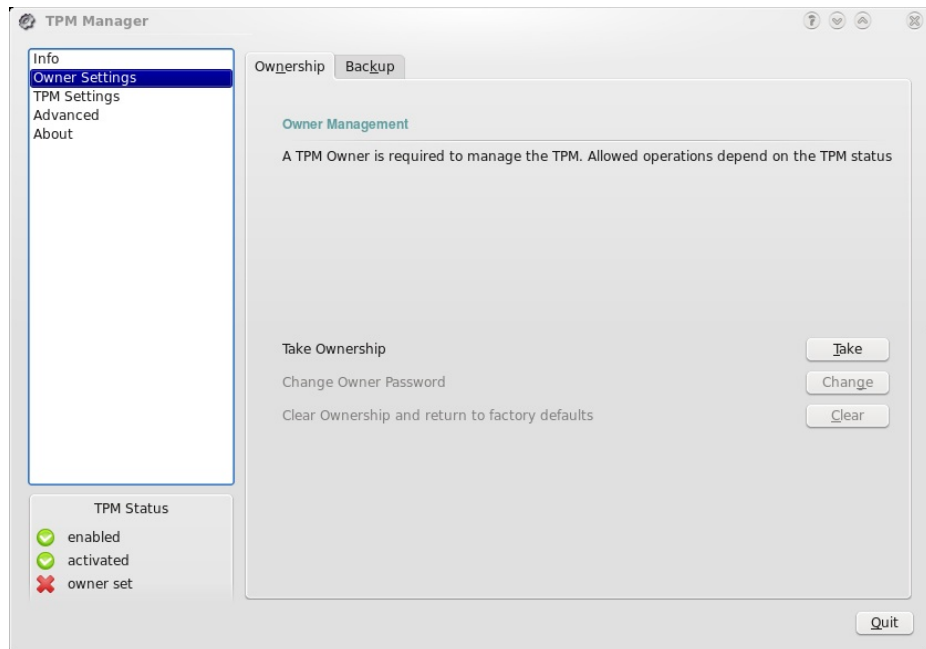 TPM Manager
Info
Owner Settings
TPM Settings
Advanced
About
Ownership Backup
Owner Management
A TPM Owner is required to manage the TPM. Allowed operations depend on the TPM status
Take Ownership Take
Change Owner Password Change
Clear Ownership and return to factory defaults Clear
TPM Status
enabled
activated
owner set
Quit